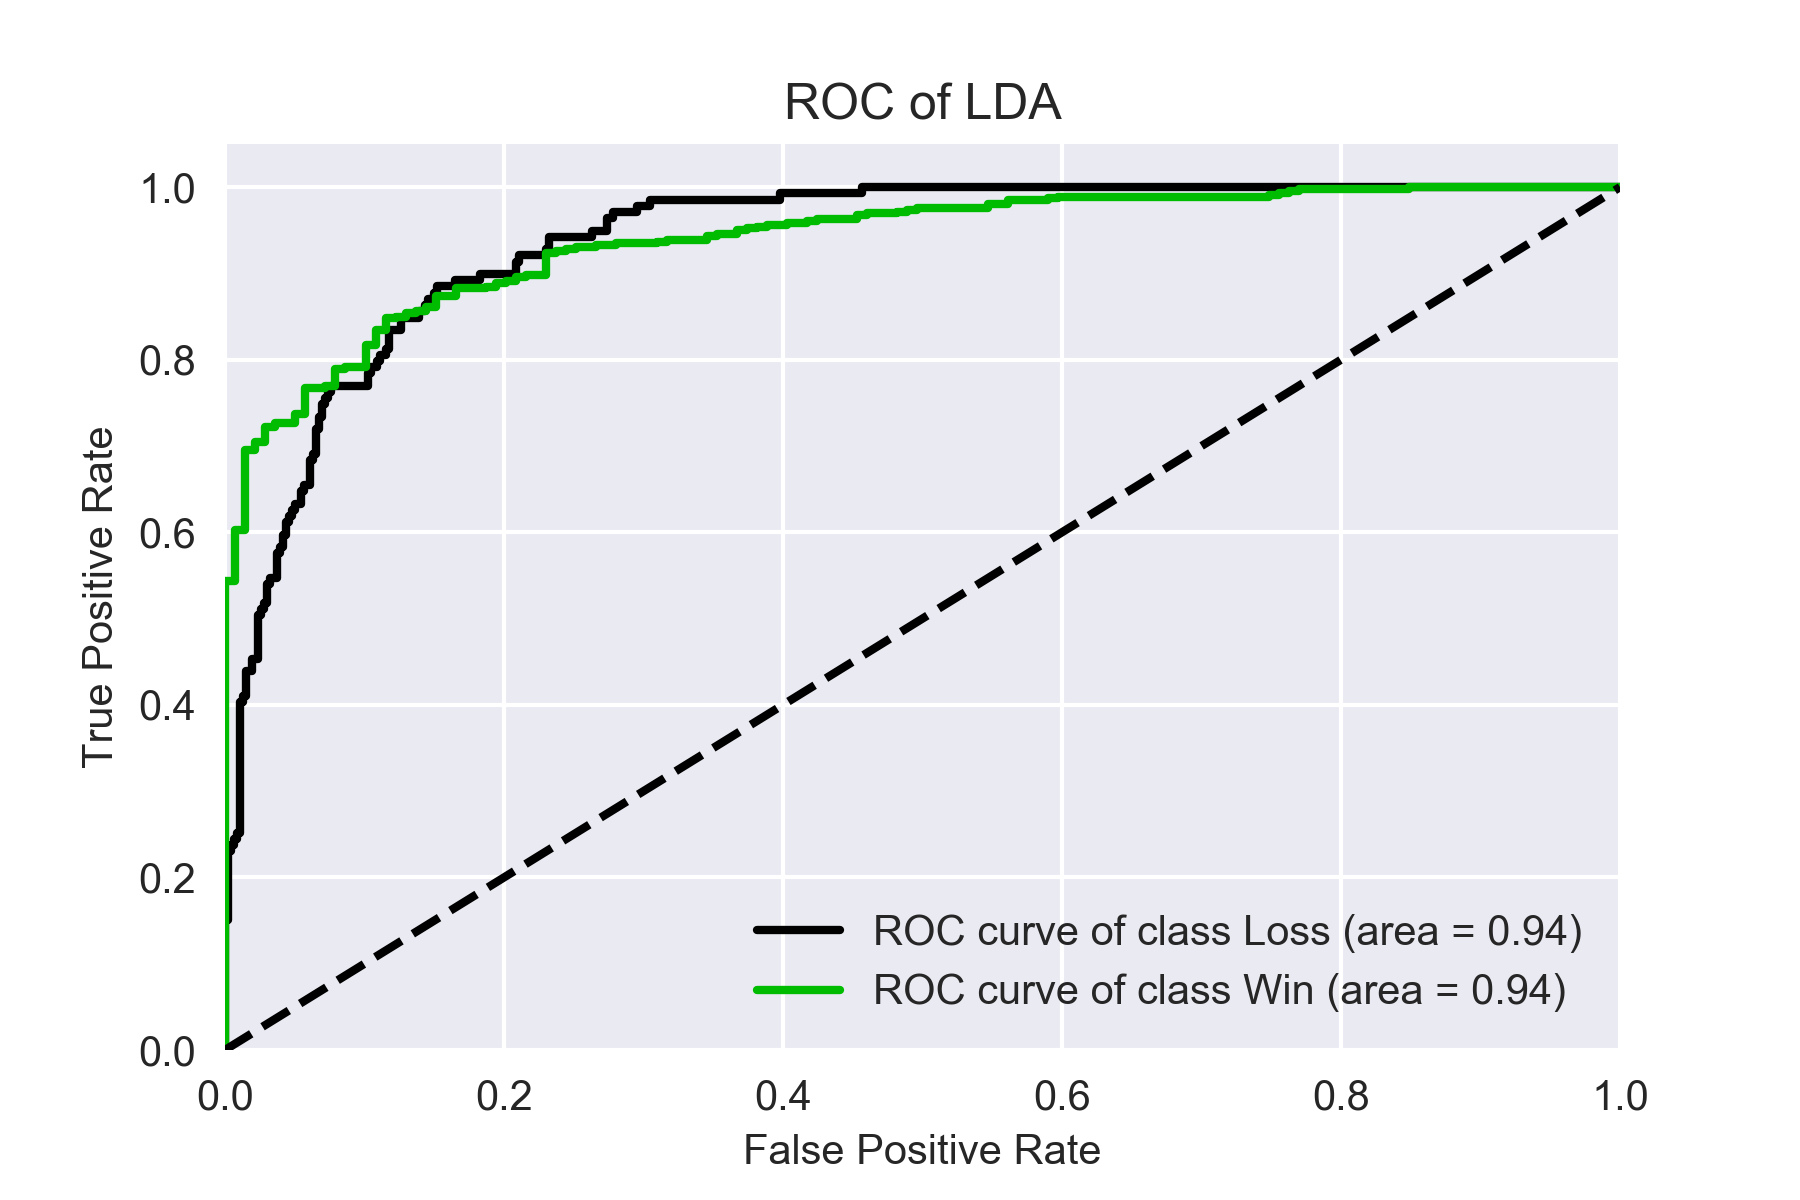 ROC of LDA
1.0
0.8
0.6
0.4
0.2
0.0
True Positive Rate
ROC curve of class Loss (area = 0.94)
ROC curve of class Win (area = 0.94)
0.0 0.2 0.4 0.6 0.8 1.0
False Positive Rate